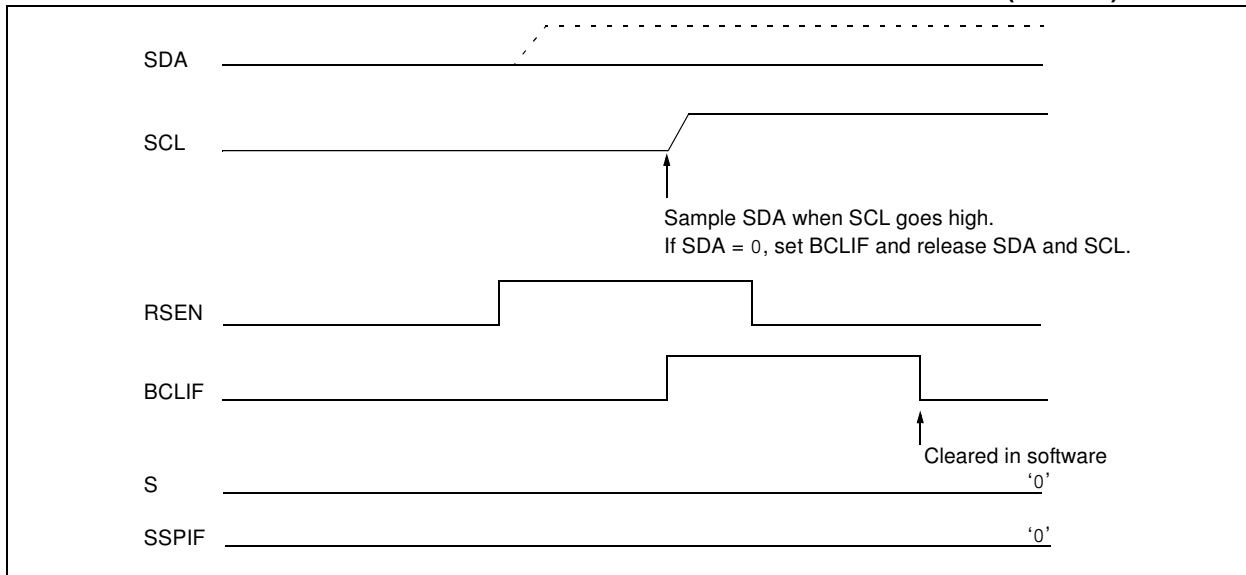 SDA
SCL
Sample SDA when SCL goes high.
If SDA = 0, set BCLIF and release SDA and SCL.
RSEN
BCLIF
Cleared in software
S
‘0’
SSPIF
‘0’